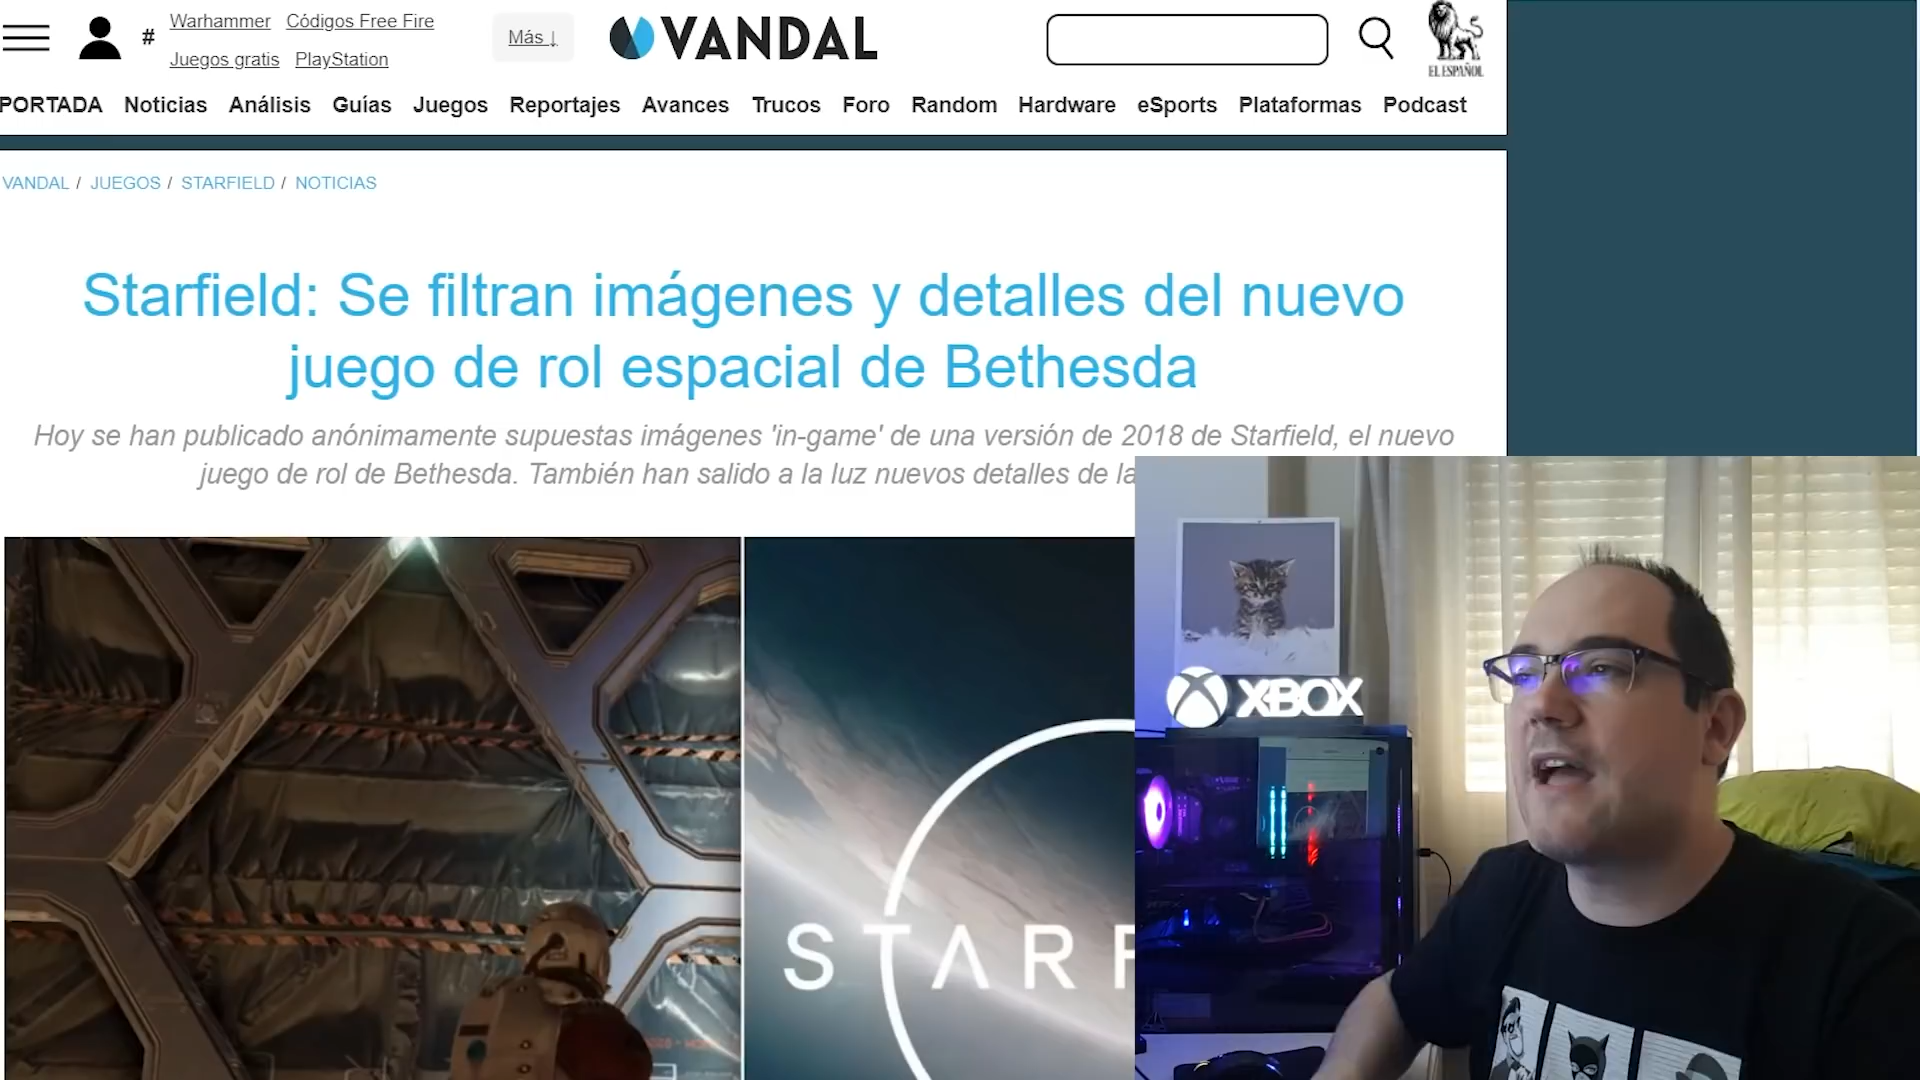 #
Warhammer Códigos Free Fire
Juegos gratis PlayStation
Más ↓
VANDAL
EL ESPAÑOL
PORTADA Noticias Análisis Guías Juegos Reportajes Avances Trucos Foro Random Hardware eSports Plataformas Podcast
VANDAL / JUEGOS / STARFIELD / NOTICIAS
Starfield: Se filtran imágenes y detalles del nuevo
juego de rol espacial de Bethesda
Hoy se han publicado anónimamente supuestas imágenes 'in-game' de una versión de 2018 de Starfield, el nuevo
juego de rol de Bethesda. También han salido a la luz nuevos detalles de la
STARF
XBOX